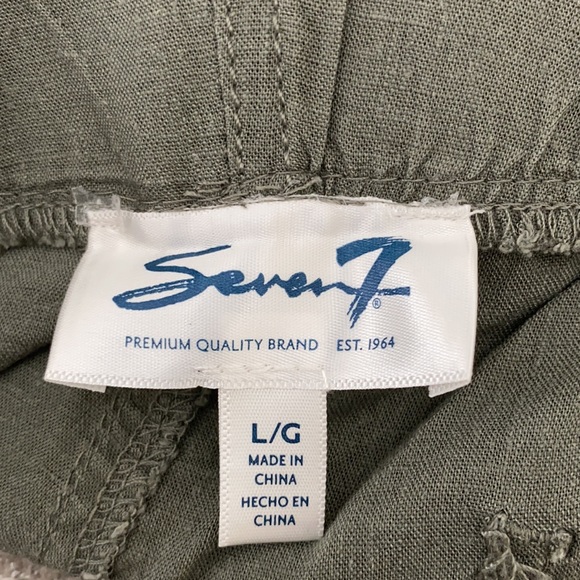 Seven7®
PREMIUM QUALITY BRAND EST. 1964
L/G
MADE IN
CHINA
HECHO EN
CHINA